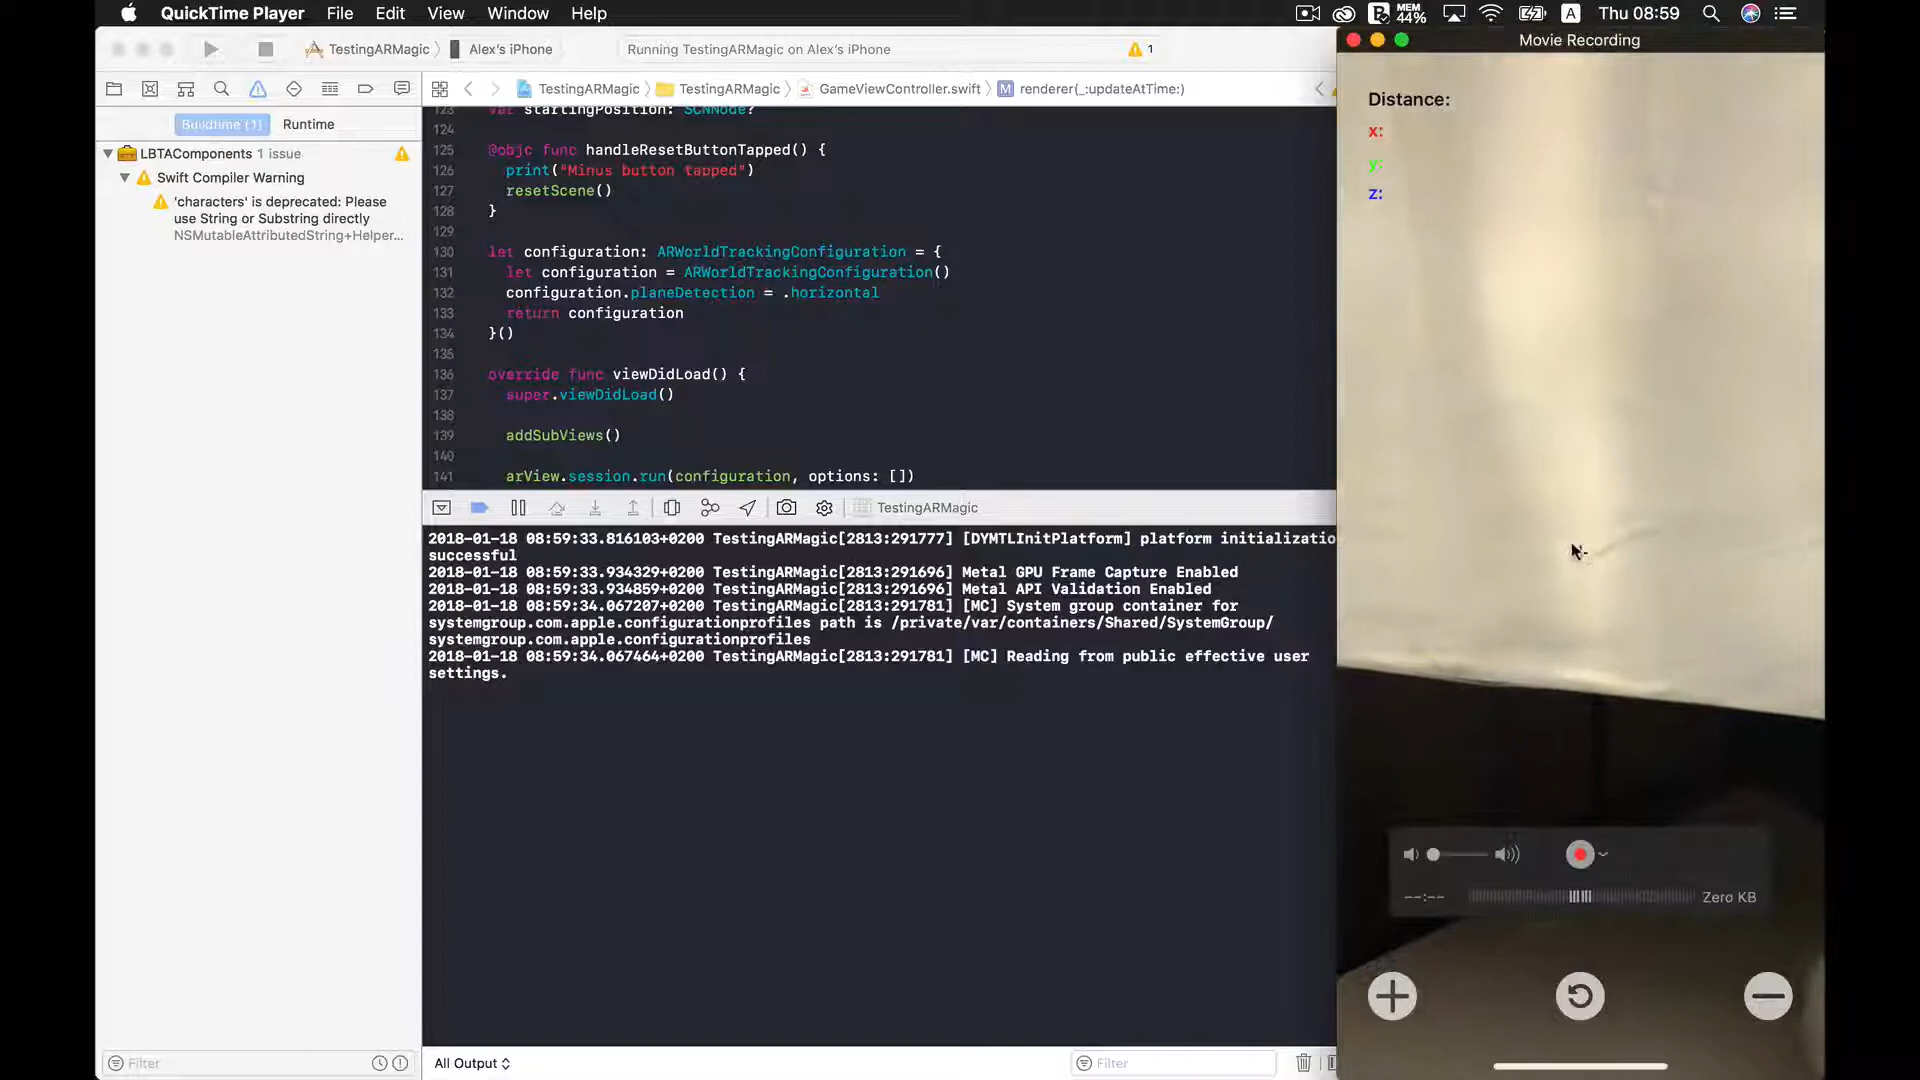 QuickTime Player File Edit View Window Help
MEM 44% A Thu 08:59
TestingARMagic Alex's iPhone
Running TestingARMagic on Alex's iPhone
1
Movie Recording
TestingARMagic TestingARMagic GameViewController.swift M renderer(_:updateAtTime:)
Buildtime (1) Runtime
LBTAComponents 1 issue
Swift Compiler Warning
'characters' is deprecated: Please
use String or Substring directly
NSMutableAttributedString+Helper...
123 var startingPosition: SCNNode?
124
125 @objc func handleResetButtonTapped() {
126 print("Minus button tapped")
127 resetScene()
128 }
129
130 let configuration: ARWorldTrackingConfiguration = {
131 let configuration = ARWorldTrackingConfiguration()
132 configuration.planeDetection = .horizontal
133 return configuration
134 }()
135
136 override func viewDidLoad() {
137 super.viewDidLoad()
138
139 addSubViews()
140
141 arView.session.run(configuration, options: [])
TestingARMagic
2018-01-18 08:59:33.816103+0200 TestingARMagic[2813:291777] [DYMTLInitPlatform] platform initializatio
successful
2018-01-18 08:59:33.934329+0200 TestingARMagic[2813:291696] Metal GPU Frame Capture Enabled
2018-01-18 08:59:33.934859+0200 TestingARMagic[2813:291696] Metal API Validation Enabled
2018-01-18 08:59:34.067207+0200 TestingARMagic[2813:291781] [MC] System group container for
systemgroup.com.apple.configurationprofiles path is /private/var/containers/Shared/SystemGroup/
systemgroup.com.apple.configurationprofiles
2018-01-18 08:59:34.067464+0200 TestingARMagic[2813:291781] [MC] Reading from public effective user
settings.
Distance:
x:
y:
z:
--:-- Zero KB
Filter
All Output
Filter